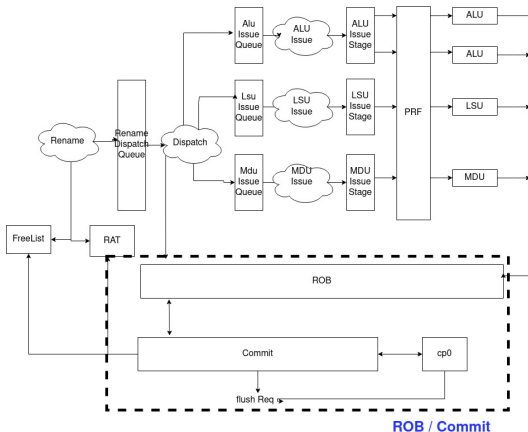 Alu
Issue
Queue
ALU
Issue
ALU
Issue
Stage
ALU
ALU
Lsu
Issue
Queue
LSU
Issue
LSU
Issue
Stage
PRF
LSU
Rename
Rename
Dispatch
Queue
Dispatch
Mdu
Issue
Queue
MDU
Issue
MDU
Issue
Stage
MDU
FreeList
RAT
ROB
Commit
cp0
flush Req
ROB / Commit